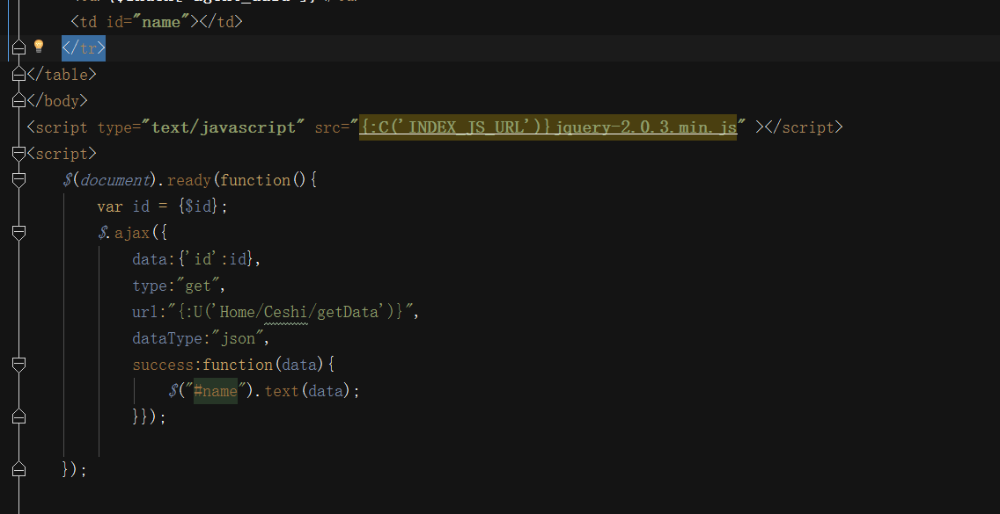 <td id="name"></td>
</tr>
</table>
</body>
<script type="text/javascript" src="{:C('INDEX_JS_URL')}jquery-2.0.3.min.js" ></script>
<script>
$(document).ready(function(){
var id = {$id};
$.ajax({
data:{'id':id},
type:"get",
url:"{:U('Home/Ceshi/getData')}",
dataType:"json",
success:function(data){
$("#name").text(data);
}});
});